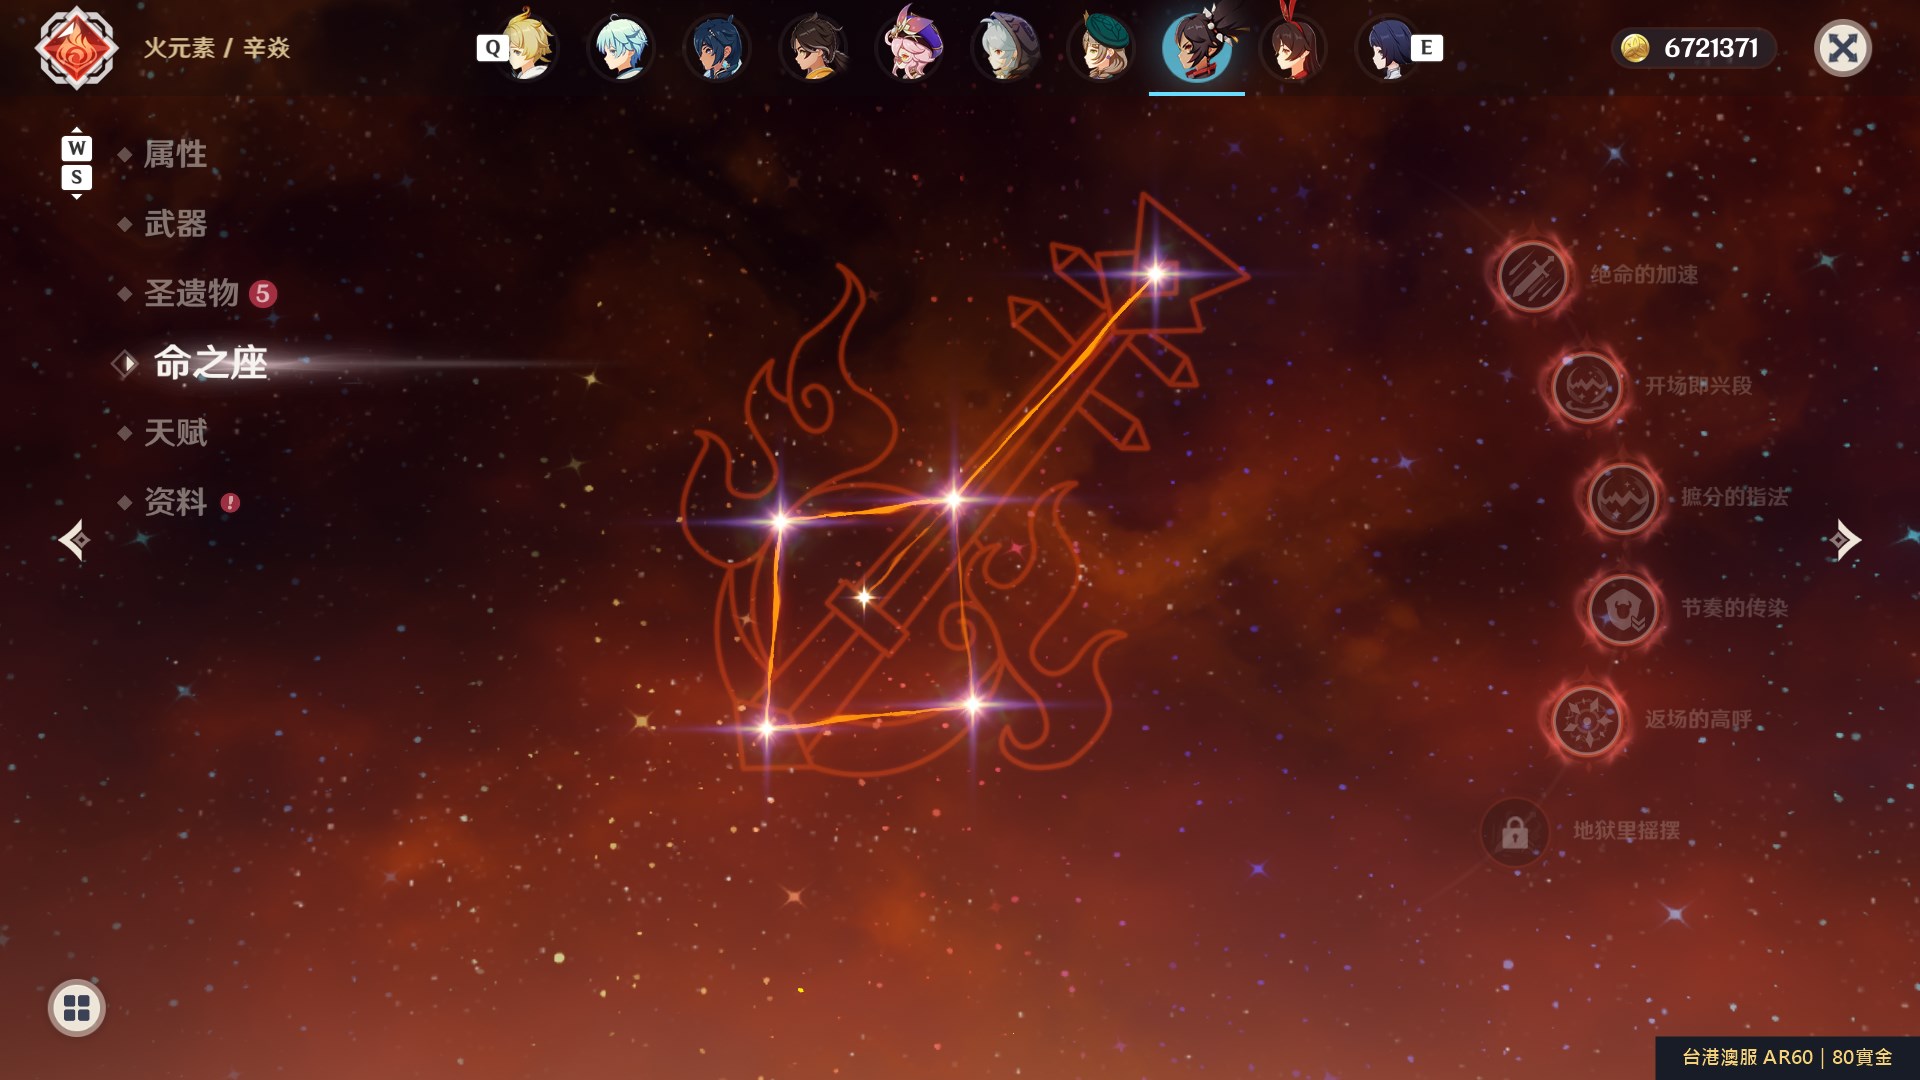 火元素 / 辛焱
Q
E
6721371
W
S
属性
武器
圣遗物 5
命之座
天赋
资料 !
绝命的加速
开场即兴段
摭分的指法
节奏的传染
返场的高呼
地狱里摇摆
台港澳服 AR60 | 80實金